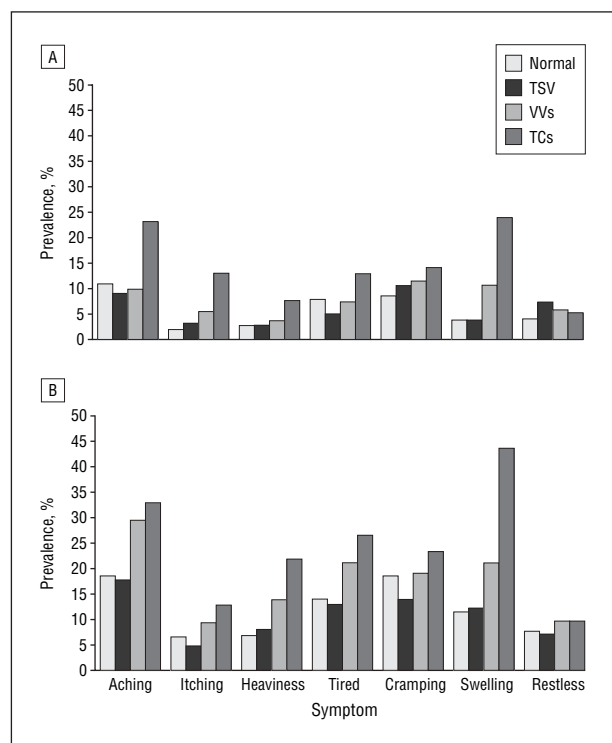 A
Normal
TSV
VVs
TCs
50
45
40
35
30
25
20
15
10
5
0
Prevalence, %
B
50
45
40
35
30
25
20
15
10
5
0
Prevalence, %
Aching Itching Heaviness Tired Cramping Swelling Restless
Symptom